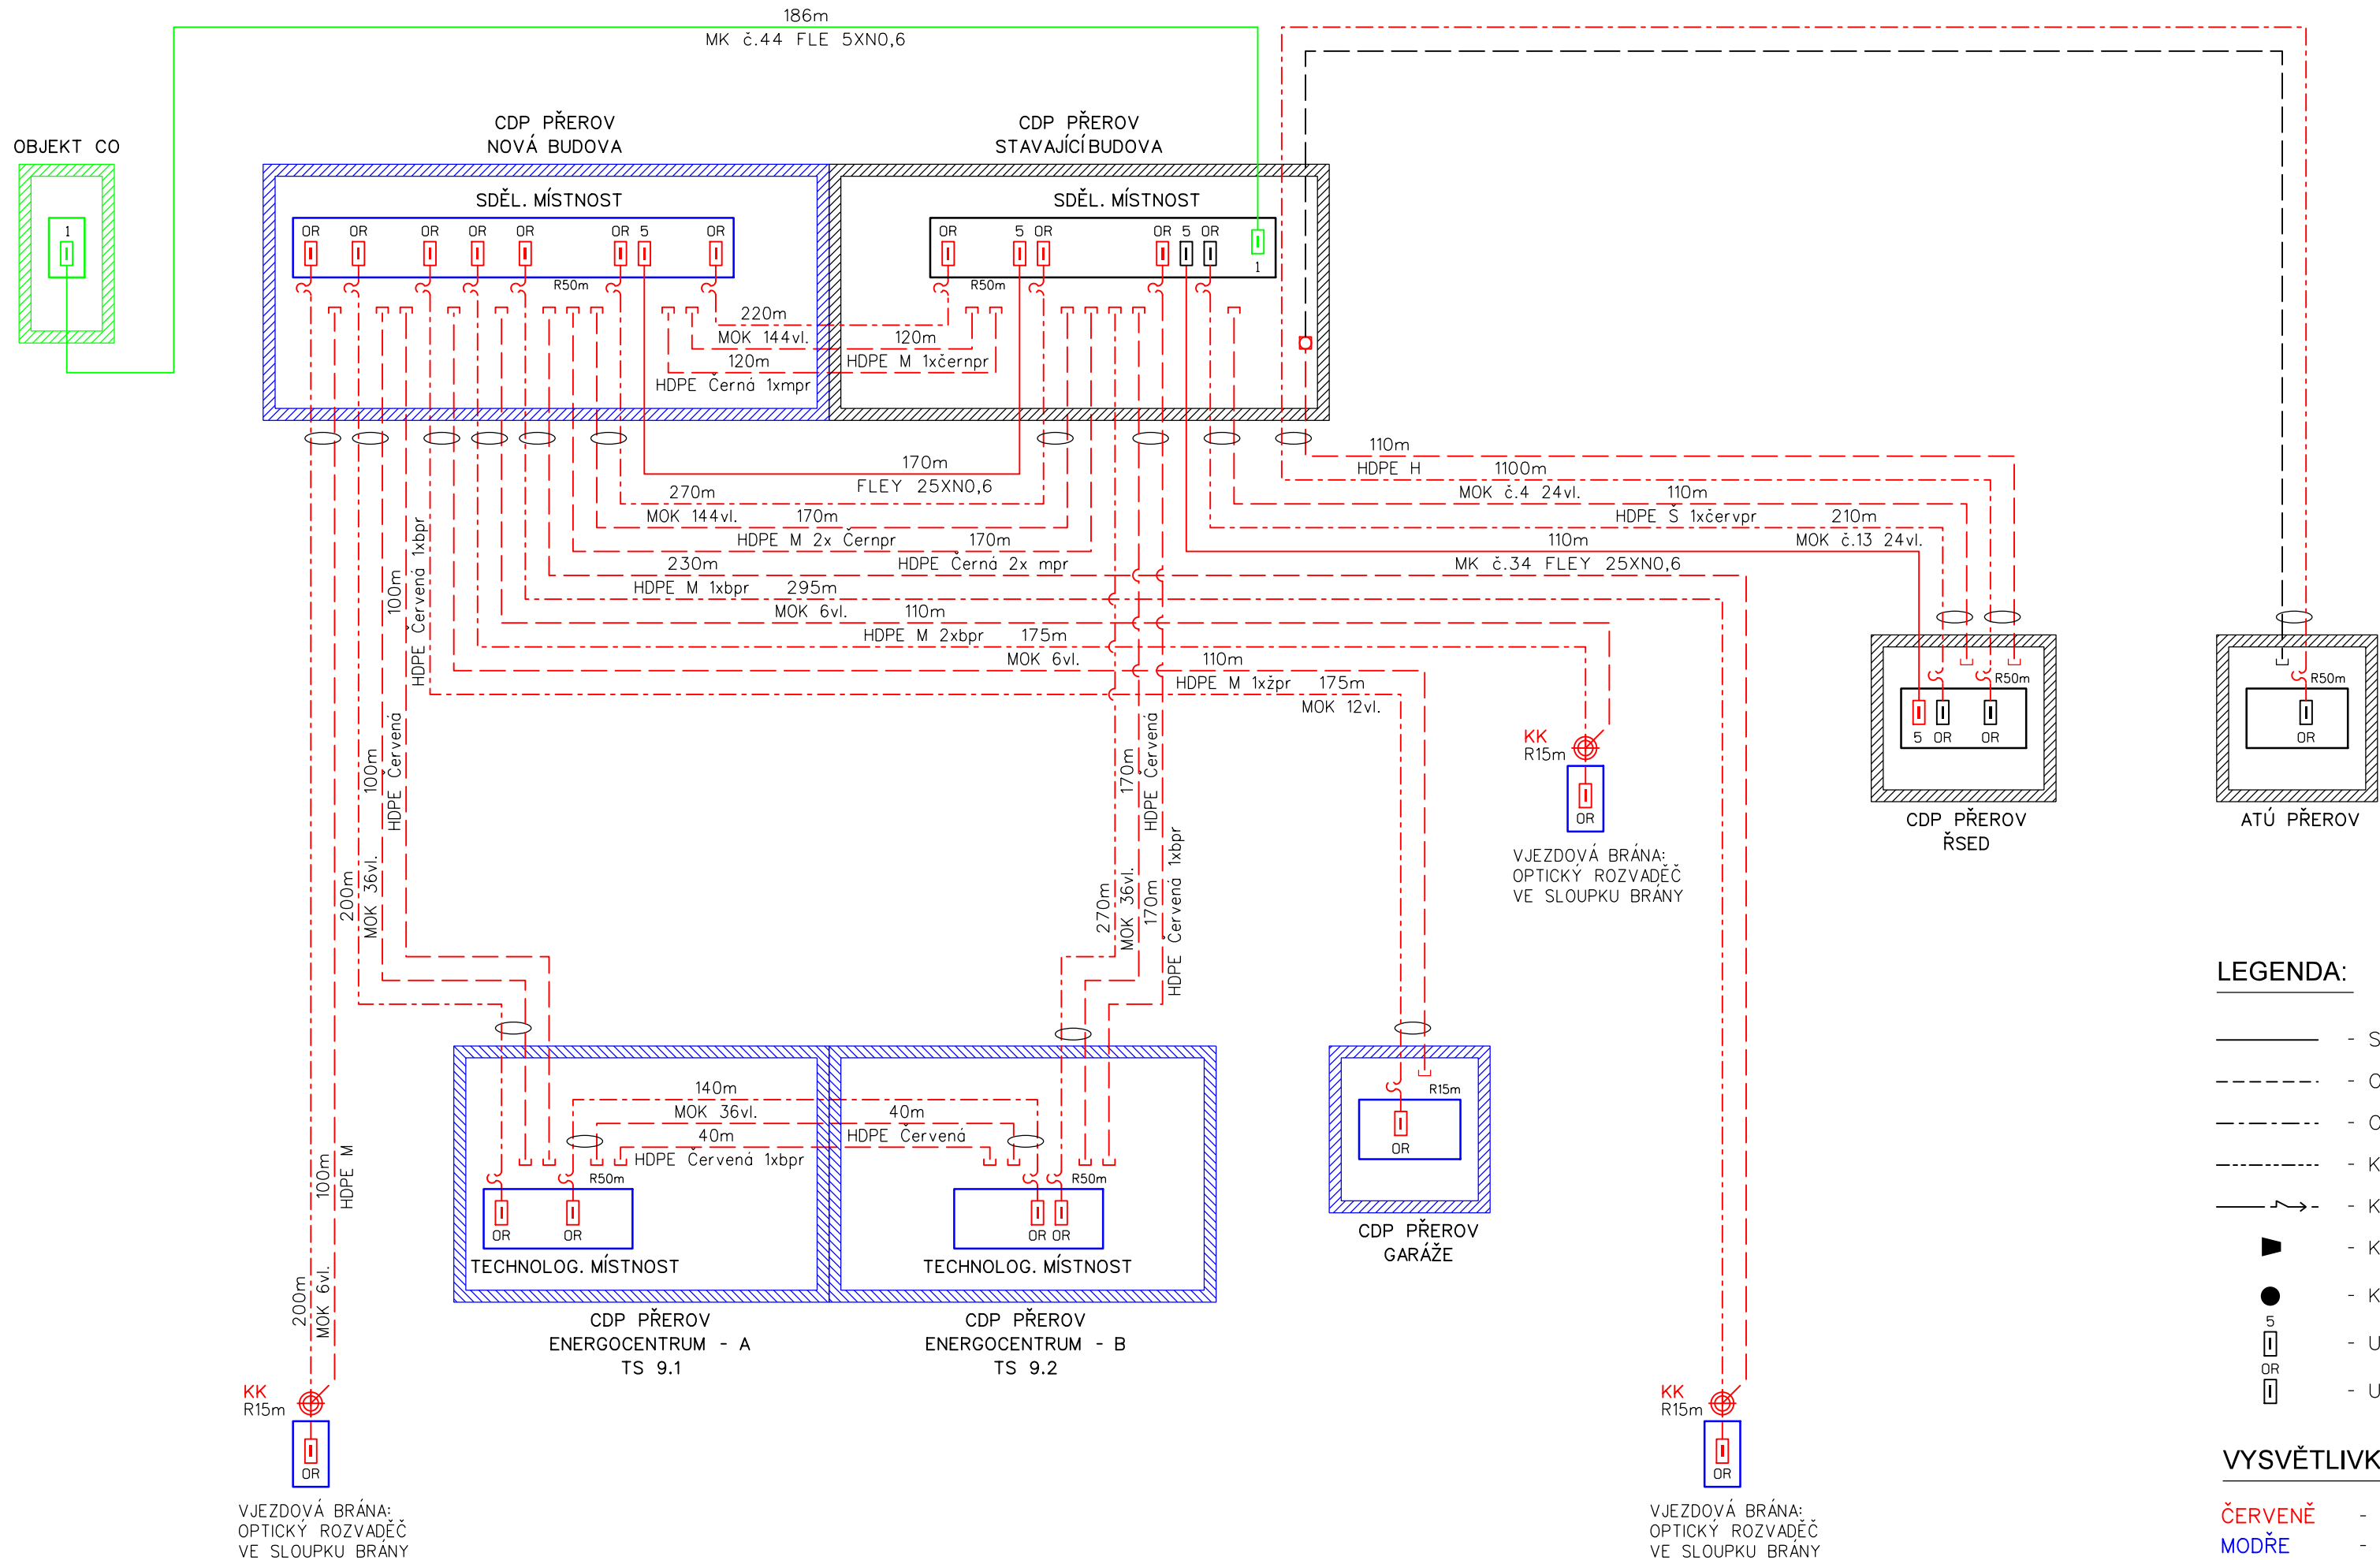 186m
MK č.44 FLE 5XN0,6
OBJEKT CO
1
CDP PŘEROV
NOVÁ BUDOVA
CDP PŘEROV
STAVAJÍCÍ BUDOVA
SDĚL. MÍSTNOST
OR OR OR OR OR OR 5 OR
R50m
SDĚL. MÍSTNOST
OR 5 OR OR 5 OR
1
R50m
220m
MOK 144vl.
120m
HDPE M 1xčernpr
120m
HDPE Černá 1xmpr
170m
FLEY 25XN0,6
270m
MOK 144vl.
170m
HDPE M 2x Černpr
170m
HDPE Černá 2x mpr
230m
HDPE M 1xbpr
295m
MOK 6vl.
110m
HDPE M 2xbpr
175m
MOK 6vl.
110m
HDPE M 1xžpr
175m
MOK 12vl.
110m
HDPE H
1100m
MOK č.4 24vl.
110m
HDPE Š 1xčervpr
210m
MOK č.13 24vl.
110m
MK č.34 FLEY 25XN0,6
100m
HDPE Červená 1xbpr
100m
HDPE Červená
200m
MOK 36vl.
100m
HDPE M
200m
MOK 6vl.
170m
HDPE Červená
270m
MOK 36vl.
170m
HDPE Červená 1xbpr
KK
R15m
OR
VJEZDOVÁ BRÁNA:
OPTICKÝ ROZVADĚČ
VE SLOUPKU BRÁNY
R50m
5 OR OR
CDP PŘEROV
ŘSED
R50m
OR
ATÚ PŘEROV
140m
MOK 36vl.
40m
HDPE Červená
40m
HDPE Červená 1xbpr
R50m
OR OR
TECHNOLOG. MÍSTNOST
R50m
OR OR
TECHNOLOG. MÍSTNOST
CDP PŘEROV
ENERGOCENTRUM - A
TS 9.1
CDP PŘEROV
ENERGOCENTRUM - B
TS 9.2
R15m
OR
CDP PŘEROV
GARÁŽE
KK
R15m
OR
VJEZDOVÁ BRÁNA:
OPTICKÝ ROZVADĚČ
VE SLOUPKU BRÁNY
KK
R15m
OR
VJEZDOVÁ BRÁNA:
OPTICKÝ ROZVADĚČ
VE SLOUPKU BRÁNY
LEGENDA:
- S
- K
- K
- K
- K
5
- U
OR
- U
ČERVENĚ -
MODŘE -